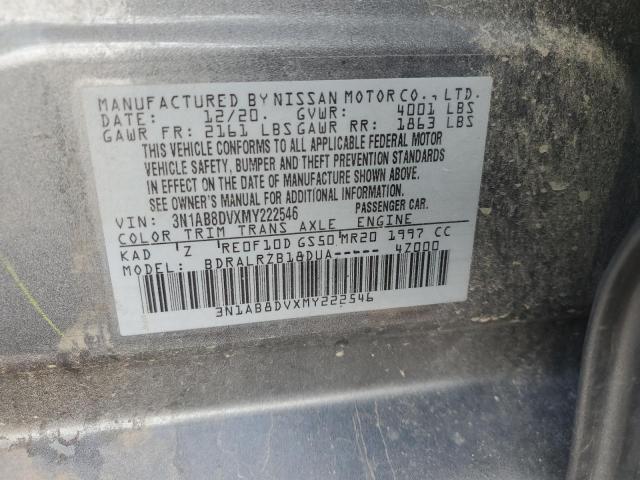 MANUFACTURED BY NISSAN MOTOR CO., LTD.
DATE: 12/20. GVWR: 4001 LBS
GAWR FR: 2161 LBS GAWR RR: 1863 LBS
THIS VEHICLE CONFORMS TO ALL APPLICABLE FEDERAL MOTOR
VEHICLE SAFETY, BUMPER AND THEFT PREVENTION STANDARDS
IN EFFECT ON THE DATE OF MANUFACTURE SHOWN ABOVE.
SEE OWNER'S MANUAL FOR ADDITIONAL INFORMATION.
VIN: 3N1AB8DVXMY222546 PASSENGER CAR.
COLOR TRIM TRANS AXLE ENGINE
KAD Z RE0F10D GS50 MR20 1997 CC
MODEL: BDRALRZB18DUA----- 4Z000
3N1AB8DVXMY222546